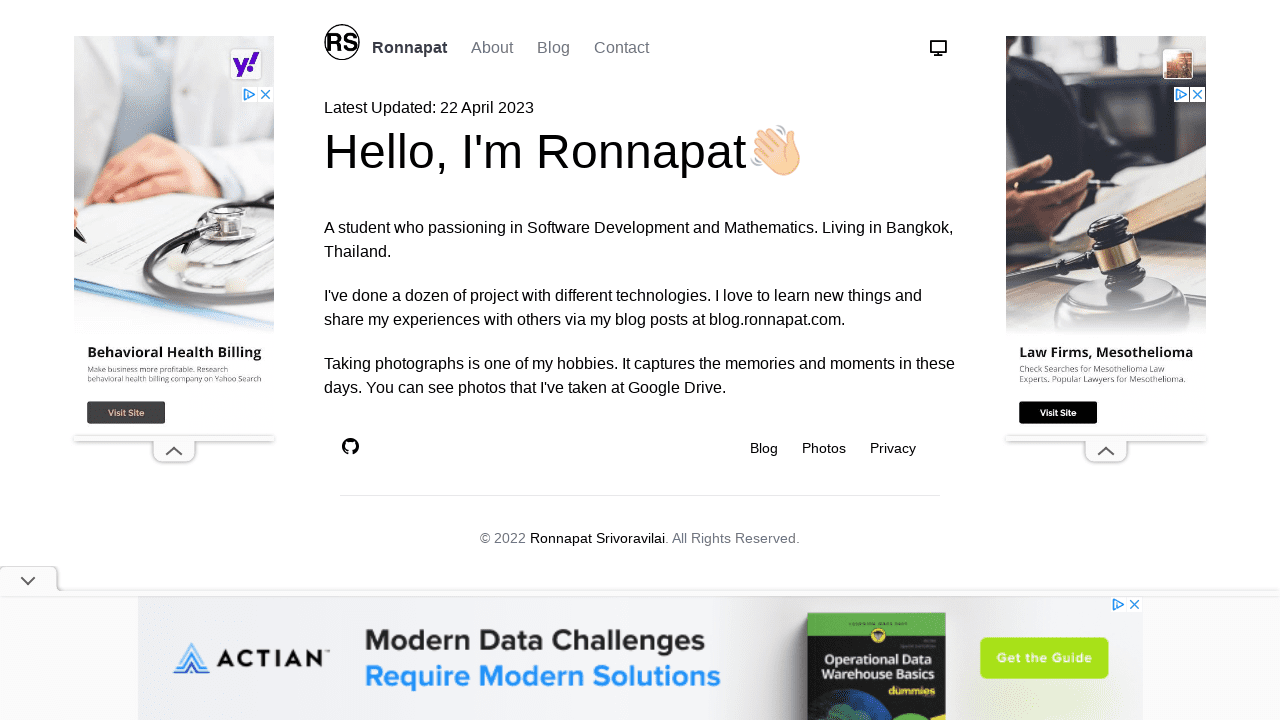 RS
Ronnapat About Blog Contact
Latest Updated: 22 April 2023
Hello, I'm Ronnapat👋🏻
A student who passioning in Software Development and Mathematics. Living in Bangkok,
Thailand.
I've done a dozen of project with different technologies. I love to learn new things and
share my experiences with others via my blog posts at blog.ronnapat.com.
Taking photographs is one of my hobbies. It captures the memories and moments in these
days. You can see photos that I've taken at Google Drive.
Blog Photos Privacy
© 2022 Ronnapat Srivoravilai. All Rights Reserved.
y!
Behavioral Health Billing
Make business more profitable. Research
behavioral health billing company on Yahoo Search
Visit Site
Law Firms, Mesothelioma
Check Searches for Mesothelioma Law
Experts. Popular Lawyers for Mesothelioma.
Visit Site
ACTIAN™
Modern Data Challenges
Require Modern Solutions
Operational Data
Warehouse Basics
dummies
Get the Guide